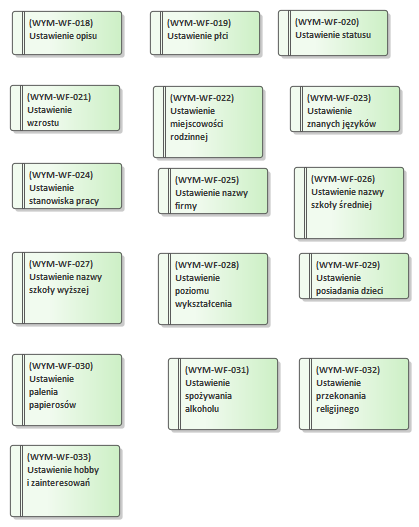 (WYM-WF-018)
Ustawienie opisu
(WYM-WF-019)
Ustawienie płci
(WYM-WF-020)
Ustawienie statusu
(WYM-WF-021)
Ustawienie
wzrostu
(WYM-WF-022)
Ustawienie
miejscowości
rodzinnej
(WYM-WF-023)
Ustawienie
znanych języków
(WYM-WF-024)
Ustawienie
stanowiska pracy
(WYM-WF-025)
Ustawienie nazwy
firmy
(WYM-WF-026)
Ustawienie nazwy
szkoły średniej
(WYM-WF-027)
Ustawienie nazwy
szkoły wyższej
(WYM-WF-028)
Ustawienie
poziomu
wykształcenia
(WYM-WF-029)
Ustawienie
posiadania dzieci
(WYM-WF-030)
Ustawienie
palenia
papierosów
(WYM-WF-031)
Ustawienie
spożywania
alkoholu
(WYM-WF-032)
Ustawienie
przekonania
religijnego
(WYM-WF-033)
Ustawienie hobby
i zainteresowań